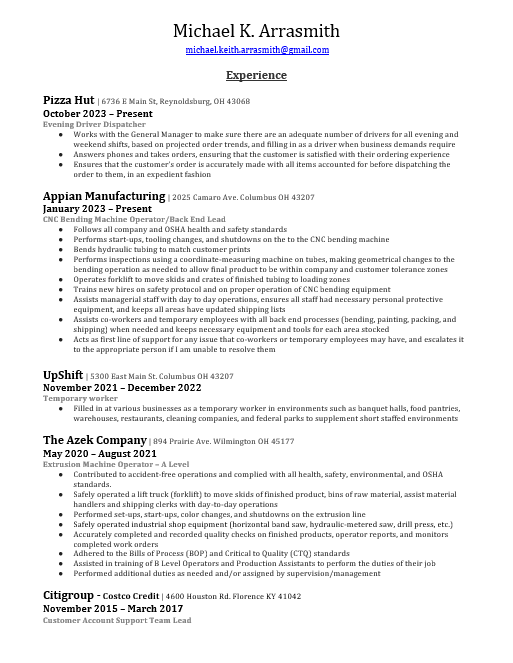 Michael K. Arrasmith
michael.keith.arrasmith@gmail.com
Experience
Pizza Hut | 6736 E Main St, Reynoldsburg, OH 43068
October 2023 – Present
Evening Driver Dispatcher
● Works with the General Manager to make sure there are an adequate number of drivers for all evening and
weekend shifts, based on projected order trends, and filling in as a driver when business demands require
● Answers phones and takes orders, ensuring that the customer is satisfied with their ordering experience
● Ensures that the customer's order is accurately made with all items accounted for before dispatching the order
to them, in an expedient fashion
Appian Manufacturing | 2025 Camaro Ave. Columbus OH 43207
January 2023 – Present
CNC Bending Machine Operator/Back End Lead
● Follows all company and OSHA health and safety standards
● Performs start-ups, tooling changes, and shutdowns on the to the CNC bending machine
● Bends hydraulic tubing to match customer prints
● Performs inspections using a coordinate-measuring machine on tubes, making geometrical changes to the
bending operation as needed to allow final product to be within company and customer tolerance zones
● Operates forklift to move skids and crates of finished tubing to loading zones
● Trains new hires on safety protocol and on proper operation of CNC bending equipment
● Assists managerial staff with day to day operations, ensures all staff had necessary personal protective
equipment, and keeps all areas have updated shipping lists
● Assists co-workers and temporary employees with all back end processes (bending, painting, packing, and
shipping) when needed and keeps necessary equipment and tools for each area stocked
● Acts as first line of support for any issue that co-workers or temporary employees may have, and escalates it
to the appropriate person if I am unable to resolve them
UpShift | 5300 East Main St. Columbus OH 43207
November 2021 – December 2022
Temporary worker
● Filled in at various businesses as a temporary worker in environments such as banquet halls, food pantries,
warehouses, restaurants, cleaning companies, and federal parks to supplement short staffed environments
The Azek Company | 894 Prairie Ave. Wilmington OH 45177
May 2020 – August 2021
Extrusion Machine Operator – A Level
● Contributed to accident-free operations and complied with all health, safety, environmental, and OSHA
standards.
● Safely operated a lift truck (forklift) to move skids of finished product, bins of raw material, assist material
handlers and shipping clerks with day-to-day operations
● Performed set-ups, start-ups, color changes, and shutdowns on the extrusion line
● Safely operated industrial shop equipment (horizontal band saw, hydraulic-metered saw, drill press, etc.)
● Accurately completed and recorded quality checks on finished products, operator reports, and monitors
completed work orders
● Adhered to the Bills of Process (BOP) and Critical to Quality (CTQ) standards
● Assisted in training of B Level Operators and Production Assistants to perform the duties of their job
● Performed additional duties as needed and/or assigned by supervision/management
Citigroup - Costco Credit | 4600 Houston Rd. Florence KY 41042
November 2015 – March 2017
Customer Account Support Team Lead